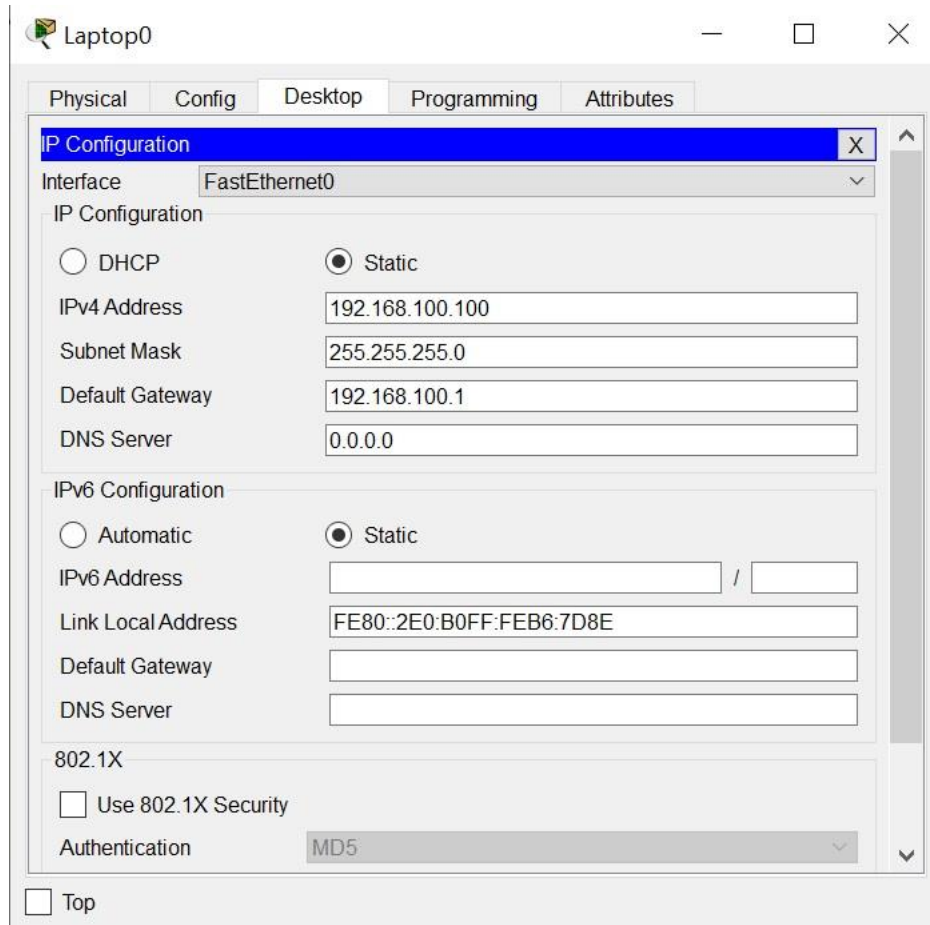 Laptop0
Physical Config Desktop Programming Attributes
IP Configuration X
Interface FastEthernet0
IP Configuration
DHCP Static
IPv4 Address 192.168.100.100
Subnet Mask 255.255.255.0
Default Gateway 192.168.100.1
DNS Server 0.0.0.0
IPv6 Configuration
Automatic Static
IPv6 Address /
Link Local Address FE80::2E0:B0FF:FEB6:7D8E
Default Gateway
DNS Server
802.1X
Use 802.1X Security
Authentication MD5
Top